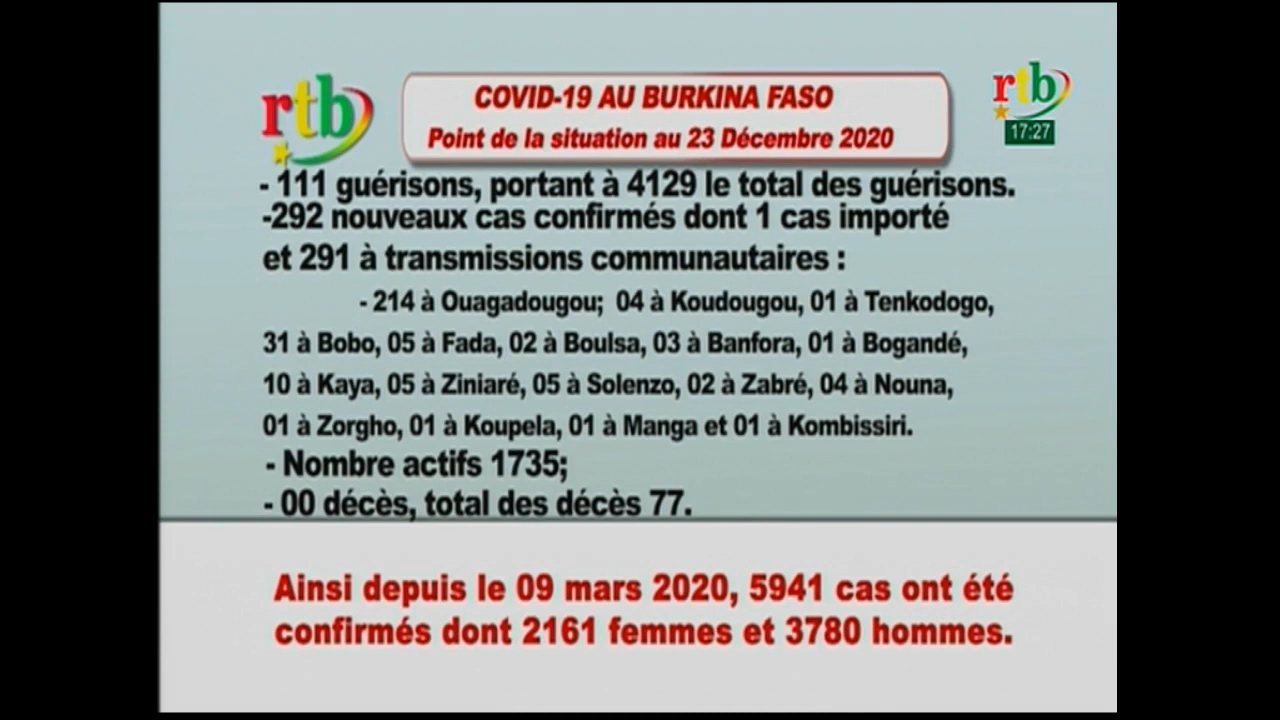 rtb
COVID-19 AU BURKINA FASO
Point de la situation au 23 Décembre 2020
rtb
17:27
- 111 guérisons, portant à 4129 le total des guérisons.
-292 nouveaux cas confirmés dont 1 cas importé
et 291 à transmissions communautaires :
- 214 à Ouagadougou; 04 à Koudougou, 01 à Tenkodogo,
31 à Bobo, 05 à Fada, 02 à Boulsa, 03 à Banfora, 01 à Bogandé,
10 à Kaya, 05 à Ziniaré, 05 à Solenzo, 02 à Zabré, 04 à Nouna,
01 à Zorgho, 01 à Koupela, 01 à Manga et 01 à Kombissiri.
- Nombre actifs 1735;
- 00 décès, total des décès 77.
Ainsi depuis le 09 mars 2020, 5941 cas ont été
confirmés dont 2161 femmes et 3780 hommes.